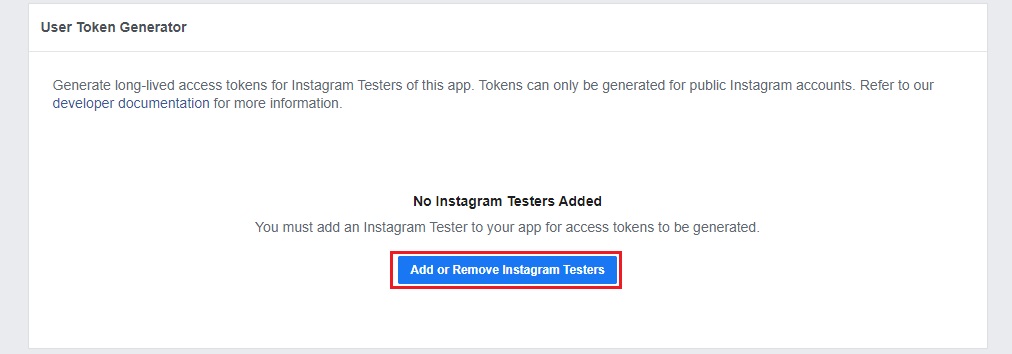 User Token Generator
Generate long-lived access tokens for Instagram Testers of this app. Tokens can only be generated for public Instagram accounts. Refer to our
developer documentation for more information.
No Instagram Testers Added
You must add an Instagram Tester to your app for access tokens to be generated.
Add or Remove Instagram Testers